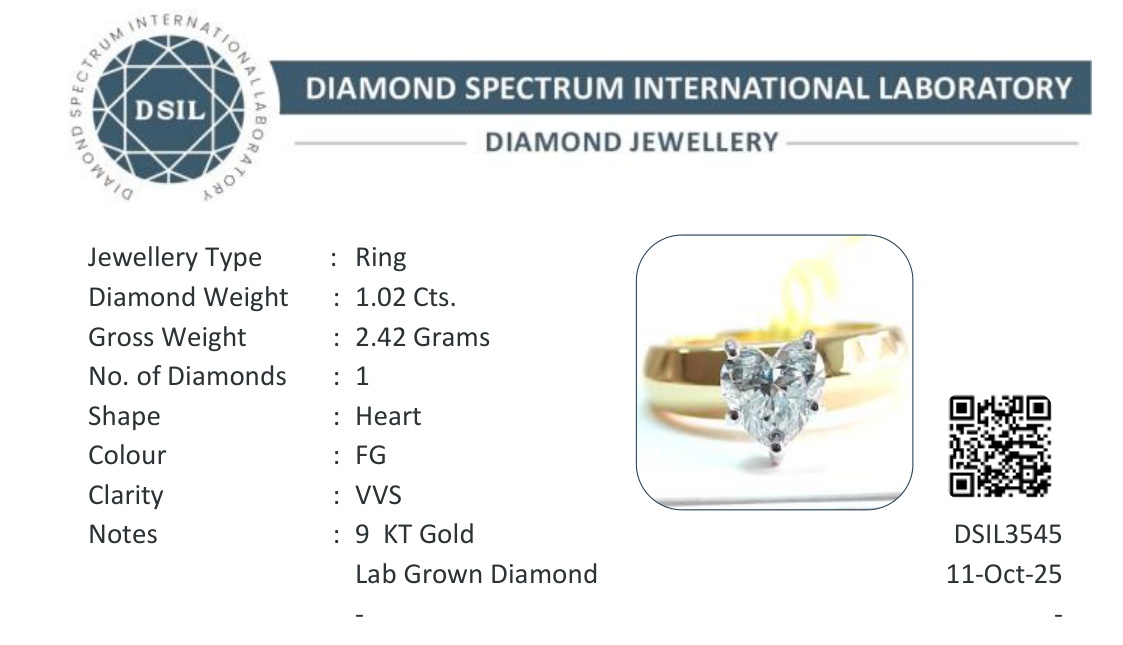 DIAMOND SPECTRUM INTERNATIONAL LABORATORY
DSIL
DIAMOND SPECTRUM INTERNATIONAL LABORATORY
DIAMOND JEWELLERY
Jewellery Type : Ring
Diamond Weight : 1.02 Cts.
Gross Weight : 2.42 Grams
No. of Diamonds : 1
Shape : Heart
Colour : FG
Clarity : VVS
Notes : 9 KT Gold
DSIL3545
Lab Grown Diamond
11-Oct-25
-
-